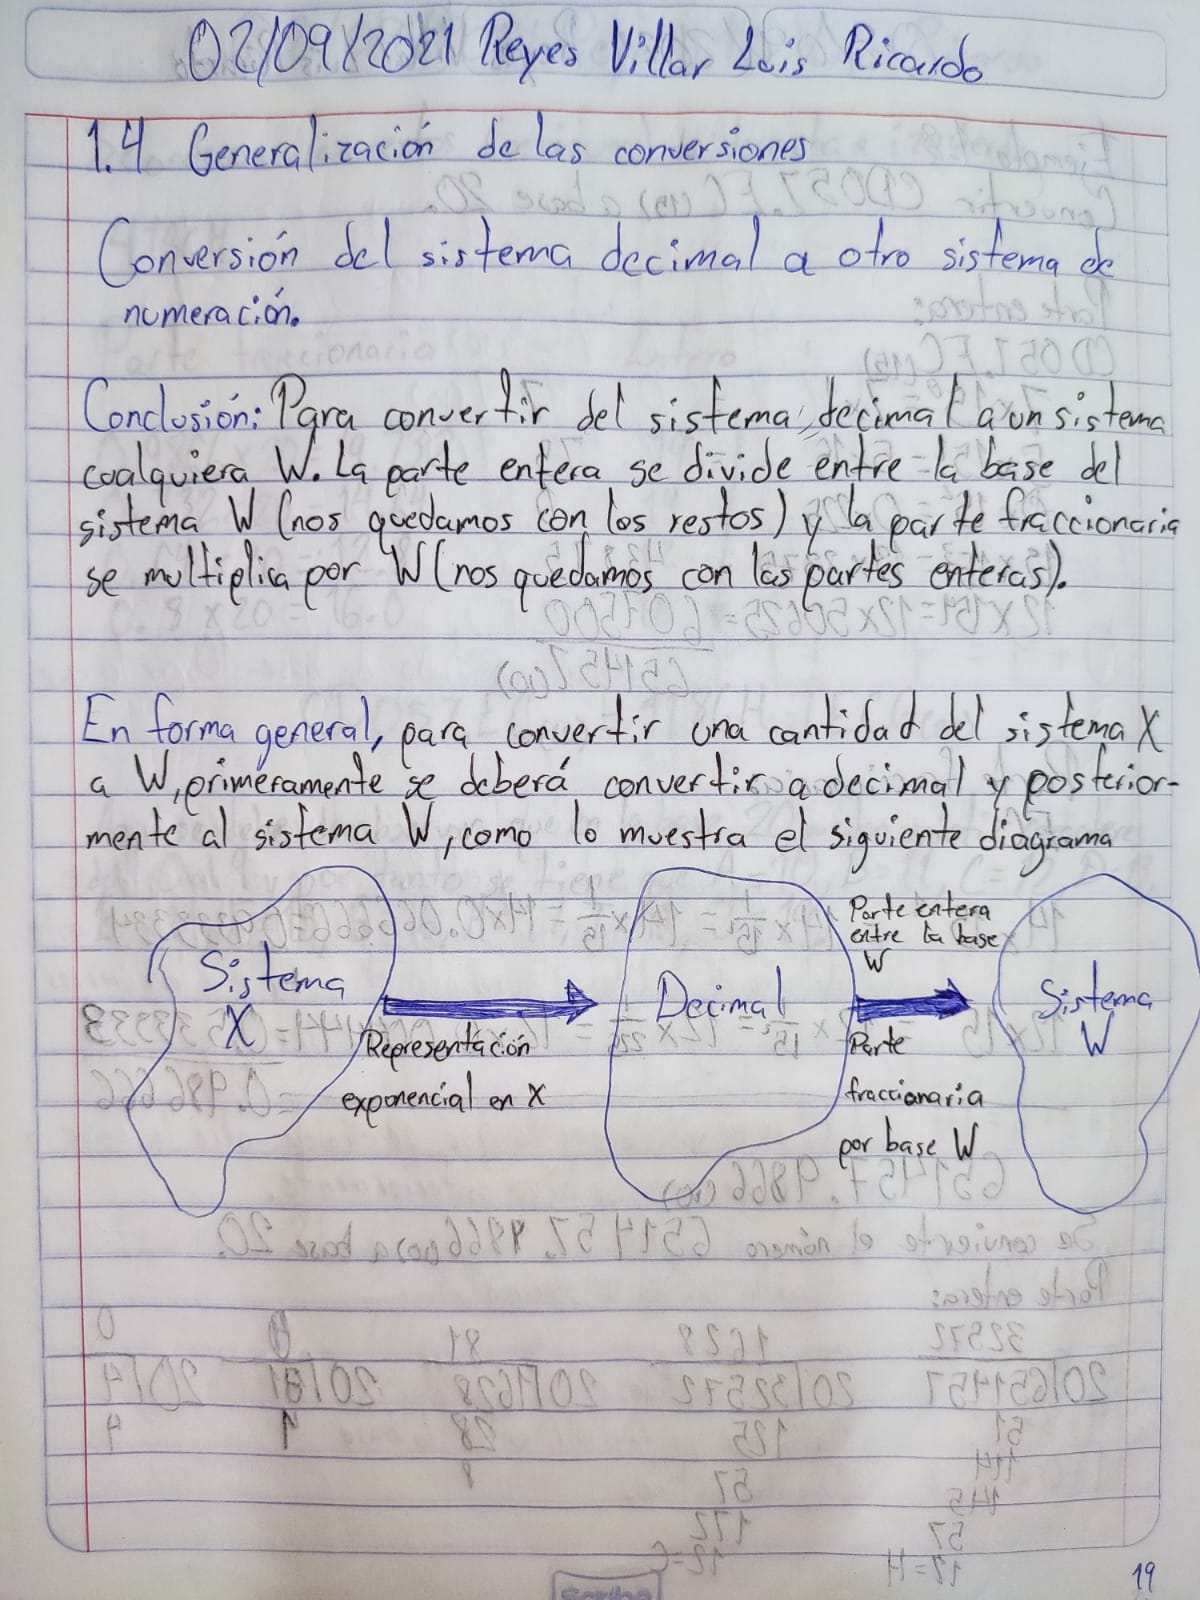 02/09/2021 Reyes Villar Luis Ricardo
1.4 Generalización de las conversiones
Conversión del sistema decimal a otro sistema de
numeración.
Conclusión: Para convertir del sistema decimal a un sistema
cualquiera W. La parte entera se divide entre la base del
sistema W (nos quedamos con los restos) y la parte fraccionaria
se multiplica por W (nos quedamos con las partes enteras).
En forma general, para convertir una cantidad del sistema X
a W, primeramente se deberá convertir a decimal y posterior-
mente al sistema W, como lo muestra el siguiente diagrama
Sistema
X
Representación
exponencial en X
Decimal
Parte entera
entre la base
W
Parte
fraccionaria
por base W
Sistema
W
19